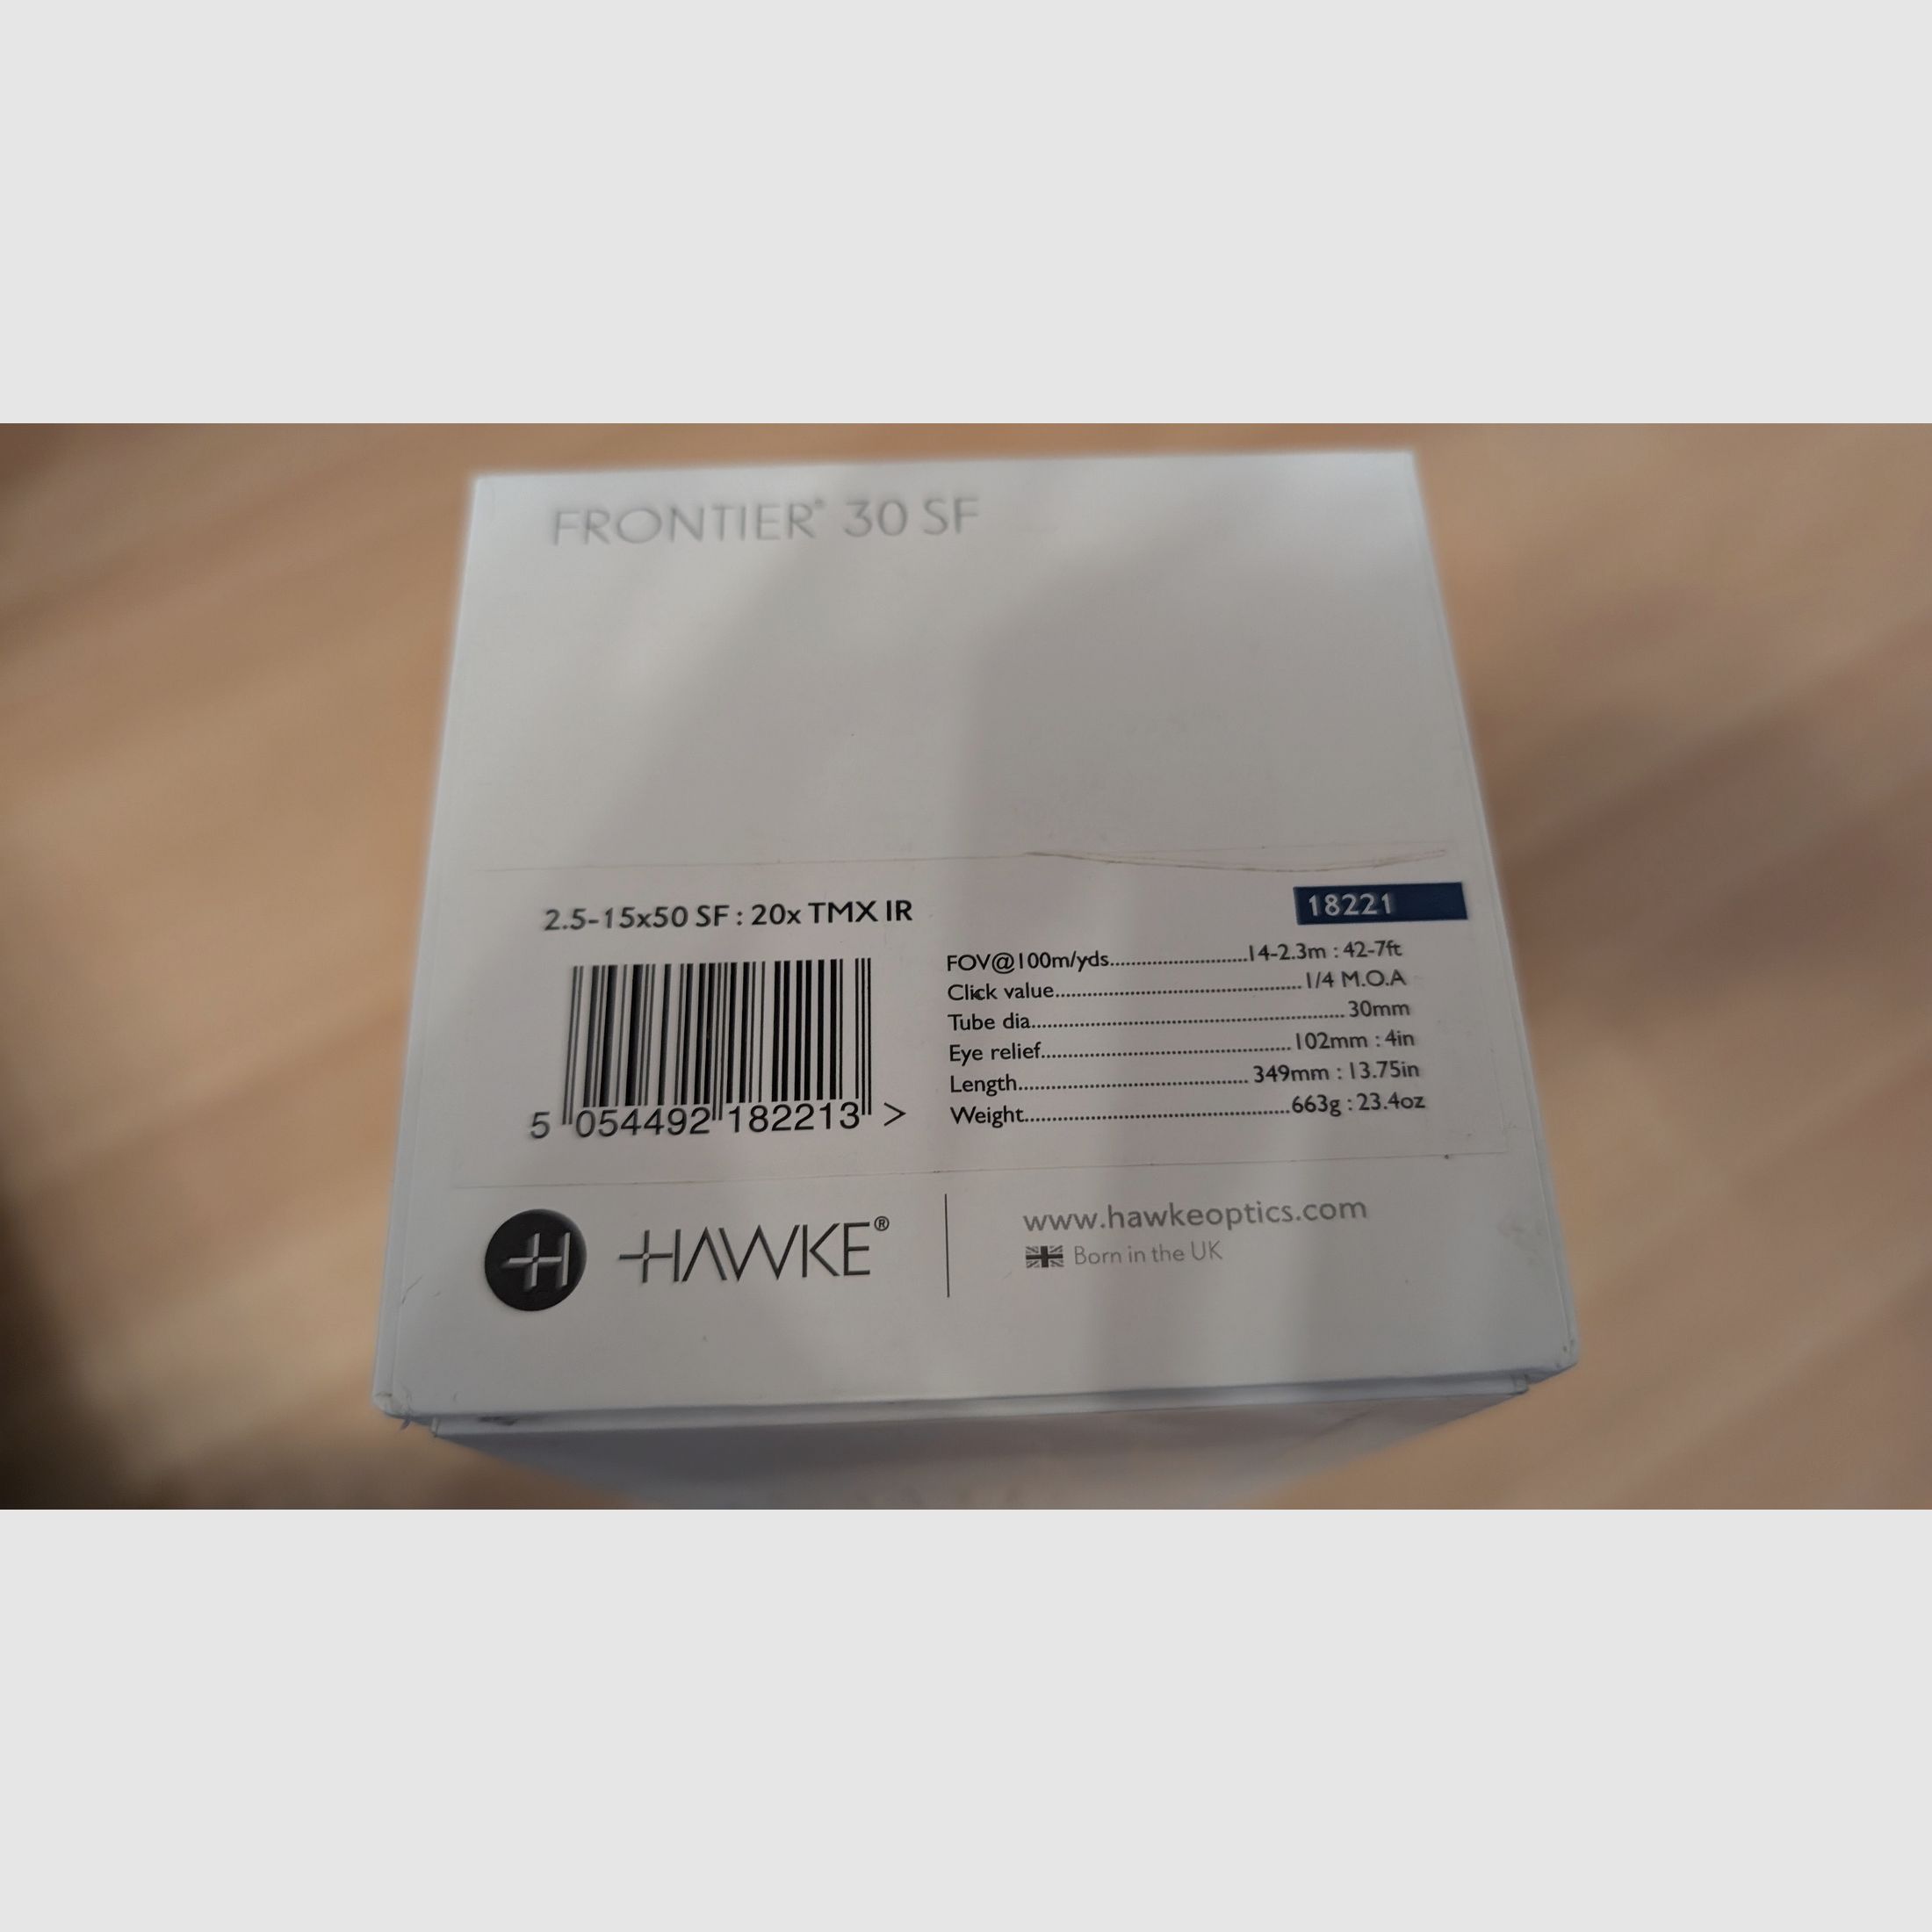 FRONTIER® 30 SF
2.5-15x50 SF : 20x TMX IR
18221
FOV@100m/yds..........................14-2.3m : 42-7ft
Click value...............................................1/4 M.O.A
Tube dia............................................................30mm
Eye relief................................................102mm : 4in
Length............................................349mm : 13.75in
Weight...................................................663g : 23.4oz
5 054492 182213 >
H HAWKE®
www.hawkeoptics.com
Born in the UK